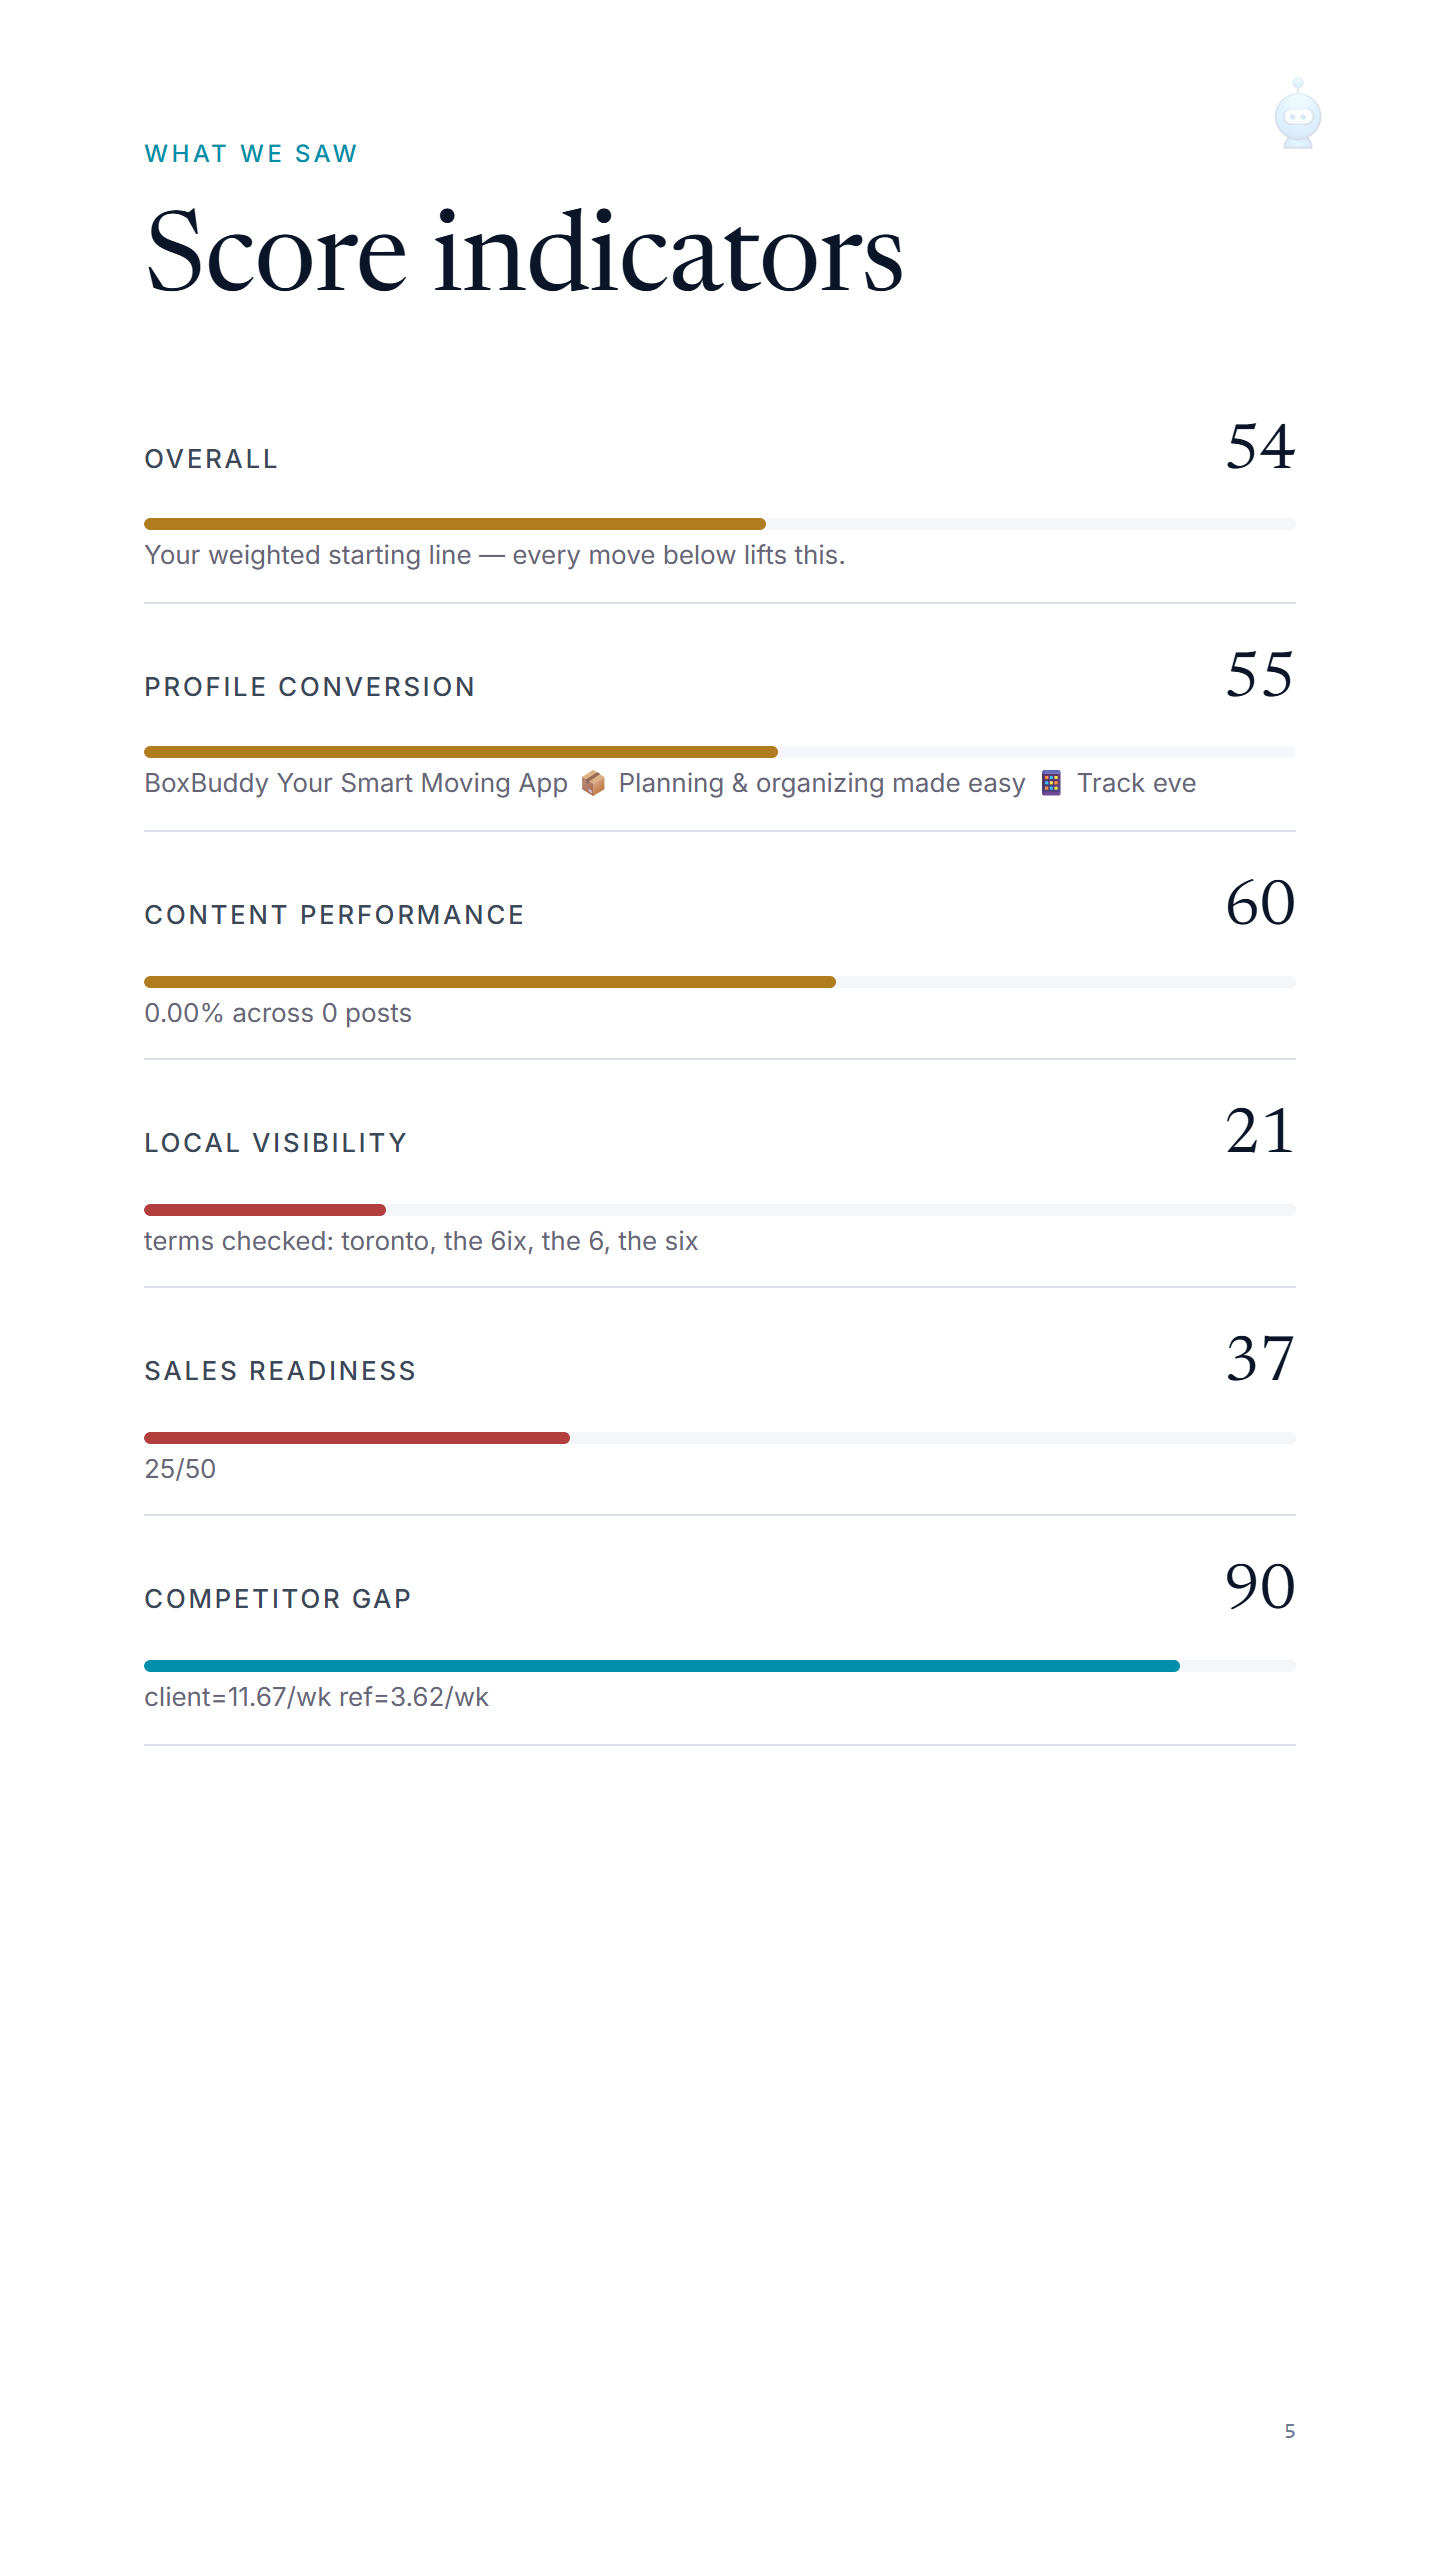 WHAT WE SAW
Score indicators
OVERALL 54
Your weighted starting line — every move below lifts this.
PROFILE CONVERSION 55
BoxBuddy Your Smart Moving App 📦 Planning & organizing made easy 📱 Track eve
CONTENT PERFORMANCE 60
0.00% across 0 posts
LOCAL VISIBILITY 21
terms checked: toronto, the 6ix, the 6, the six
SALES READINESS 37
25/50
COMPETITOR GAP 90
client=11.67/wk ref=3.62/wk
5